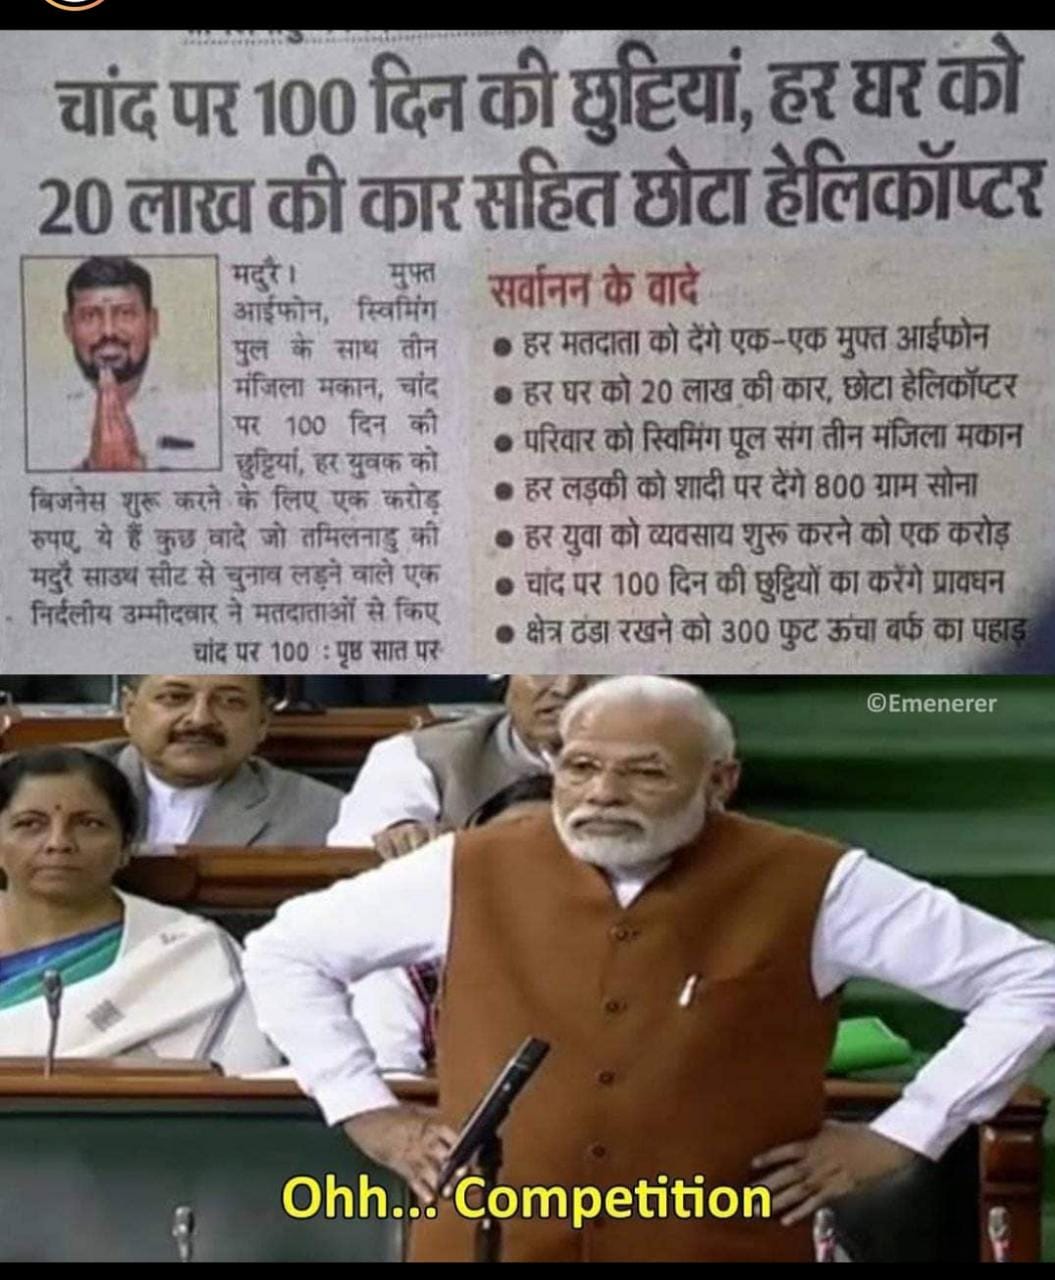 चांद पर 100 दिन की छुट्टियां, हर घर को
20 लाख की कार सहित छोटा हेलिकॉप्टर
मदुरै। मुफ्त
आईफोन, स्विमिंग
पुल के साथ तीन
मंजिला मकान, चांद
पर 100 दिन की
छुट्टियां, हर युवक को
बिजनेस शुरू करने के लिए एक करोड़
रुपए, ये हैं कुछ वादे जो तमिलनाडु की
मदुरै साउथ सीट से चुनाव लड़ने वाले एक
निर्दलीय उम्मीदवार ने मतदाताओं से किए
चांद पर 100 : पृष्ठ सात पर
सर्वानन के वादे
● हर मतदाता को देंगे एक-एक मुफ्त आईफोन
● हर घर को 20 लाख की कार, छोटा हेलिकॉप्टर
● परिवार को स्विमिंग पूल संग तीन मंजिला मकान
● हर लड़की को शादी पर देंगे 800 ग्राम सोना
● हर युवा को व्यवसाय शुरू करने को एक करोड़
● चांद पर 100 दिन की छुट्टियों का करेंगे प्रावधन
● क्षेत्र ठंडा रखने को 300 फुट ऊंचा बर्फ का पहाड़
©Emenerer
Ohh... Competition